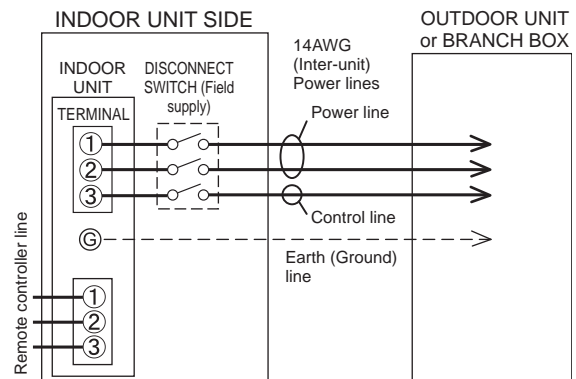 INDOOR UNIT SIDE
OUTDOOR UNIT
or BRANCH BOX
INDOOR
UNIT
TERMINAL
DISCONNECT
SWITCH (Field
supply)
14AWG
(Inter-unit)
Power lines
Power line
1
2
3
Control line
G
Earth (Ground)
line
Remote controller line
1
2
3